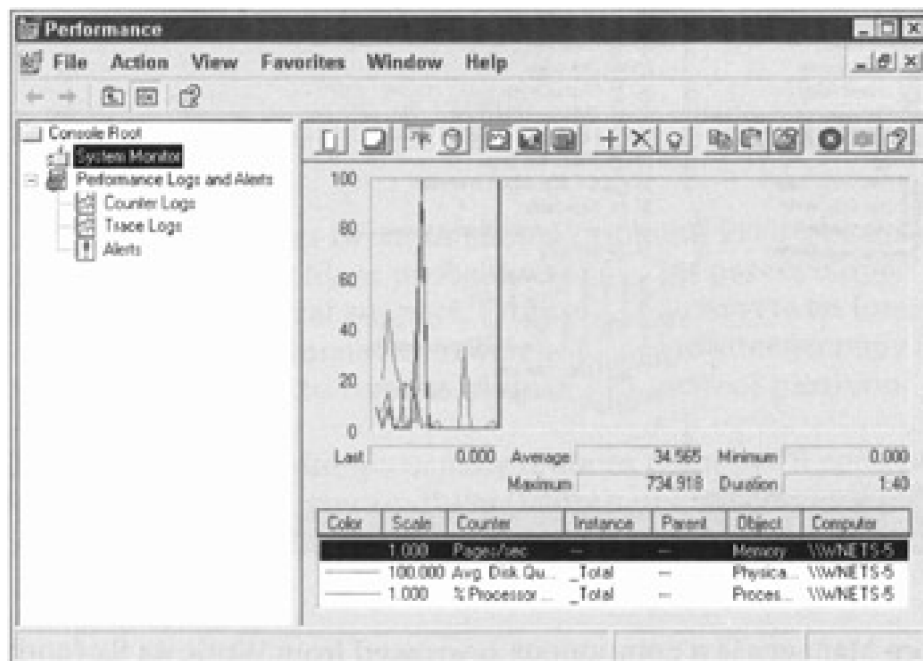 Performance
File Action View Favorites Window Help
Console Root
System Monitor
Performance Logs and Alerts
Counter Logs
Trace Logs
Alerts
100
80
60
40
20
0
Last 0.000 Average 34.565 Minimum 0.000
Maximum 734.918 Duration 1:40
Color Scale Counter Instance Parent Object Computer
1.000 Pages/sec --- --- Memory \\WNETS-5
100.000 Avg. Disk Qu... _Total --- Physica... \\WNETS-5
1.000 % Processor ... _Total --- Proces... \\WNETS-5